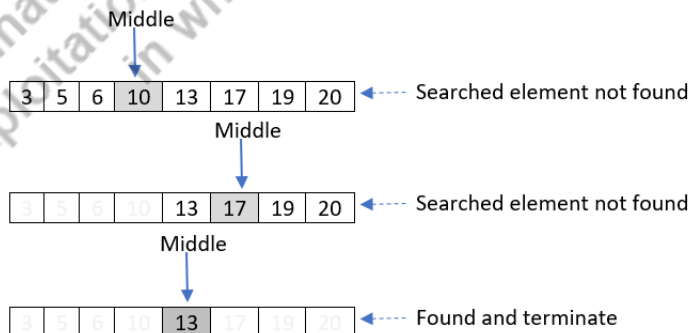 Middle
3 5 6 10 13 17 19 20 Searched element not found
Middle
3 5 6 10 13 17 19 20 Searched element not found
Middle
3 5 6 10 13 17 19 20 Found and terminate
in wh